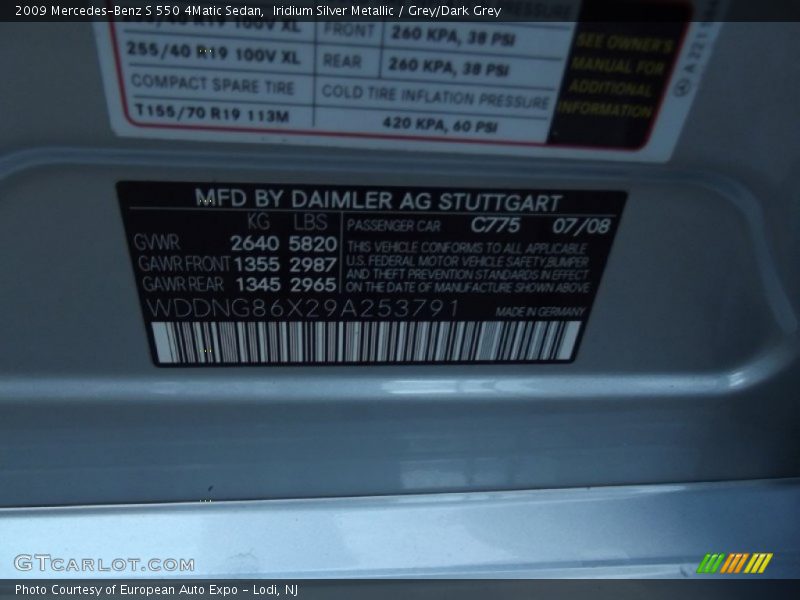 2009 Mercedes-Benz S 550 4Matic Sedan, Iridium Silver Metallic / Grey/Dark Grey
FRONT 260 KPA, 38 PSI
255/40 R19 100V XL REAR 260 KPA, 38 PSI
COMPACT SPARE TIRE COLD TIRE INFLATION PRESSURE
T155/70 R19 113M 420 KPA, 60 PSI
SEE OWNER'S
MANUAL FOR
ADDITIONAL
INFORMATION
A 221
MFD BY DAIMLER AG STUTTGART
KG LBS PASSENGER CAR C775 07/08
GVWR 2640 5820
GAWR FRONT 1355 2987
GAWR REAR 1345 2965
THIS VEHICLE CONFORMS TO ALL APPLICABLE
U.S. FEDERAL MOTOR VEHICLE SAFETY,BUMPER
AND THEFT PREVENTION STANDARDS IN EFFECT
ON THE DATE OF MANUFACTURE SHOWN ABOVE
WDDNG86X29A253791 MADE IN GERMANY
GTCARLOT.COM
Photo Courtesy of European Auto Expo - Lodi, NJ